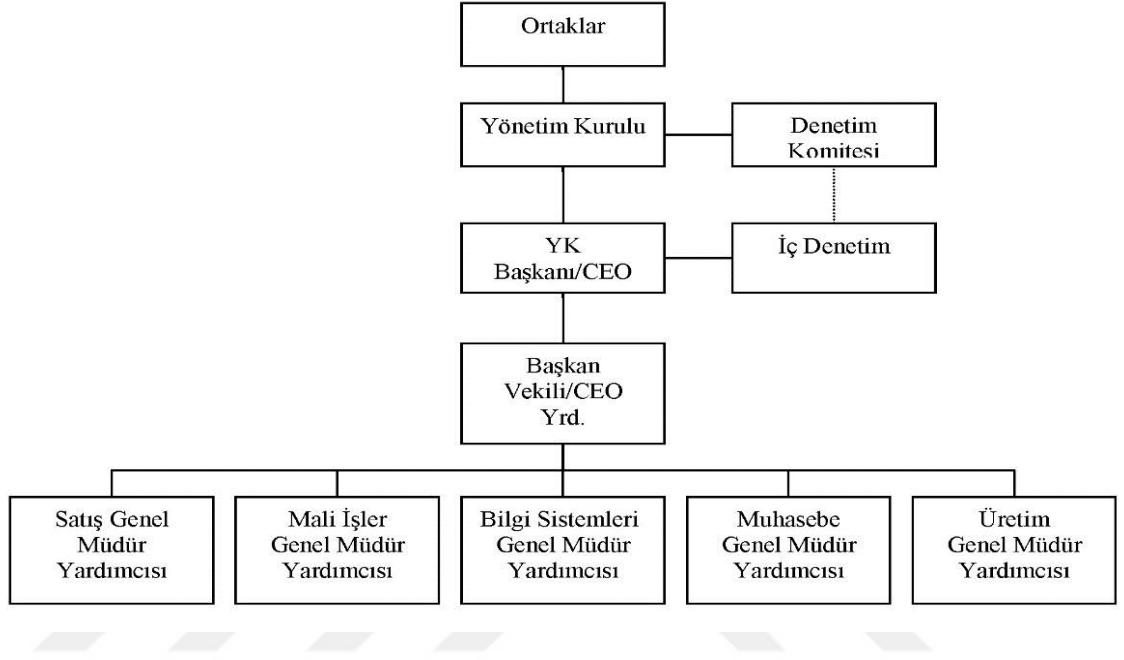 Ortaklar
Yönetim Kurulu
Denetim
Komitesi
YK
Başkanı/CEO
İç Denetim
Başkan
Vekili/CEO
Yrd.
Satış Genel
Müdür
Yardımcısı
Mali İşler
Genel Müdür
Yardımcısı
Bilgi Sistemleri
Genel Müdür
Yardımcısı
Muhasebe
Genel Müdür
Yardımcısı
Üretim
Genel Müdür
Yardımcısı